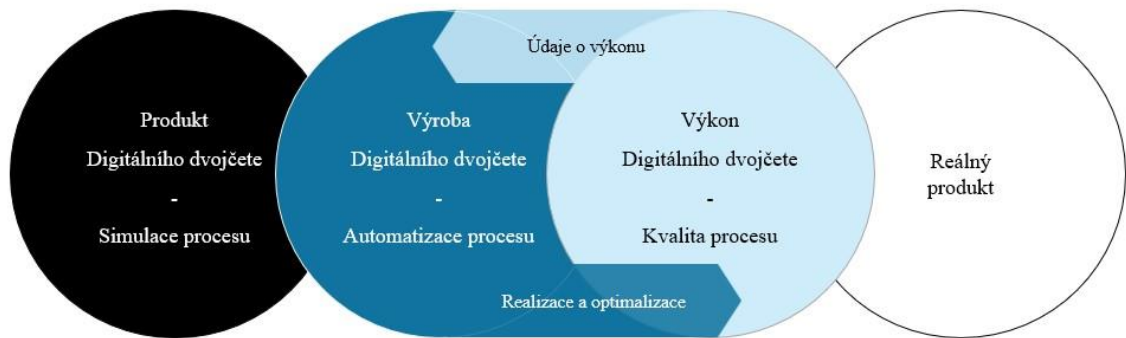 Údaje o výkonu
Produkt
Digitálního dvojčete
-
Simulace procesu
Výroba
Digitálního dvojčete
-
Automatizace procesu
Výkon
Digitálního dvojčete
-
Kvalita procesu
Reálný
produkt
Realizace a optimalizace